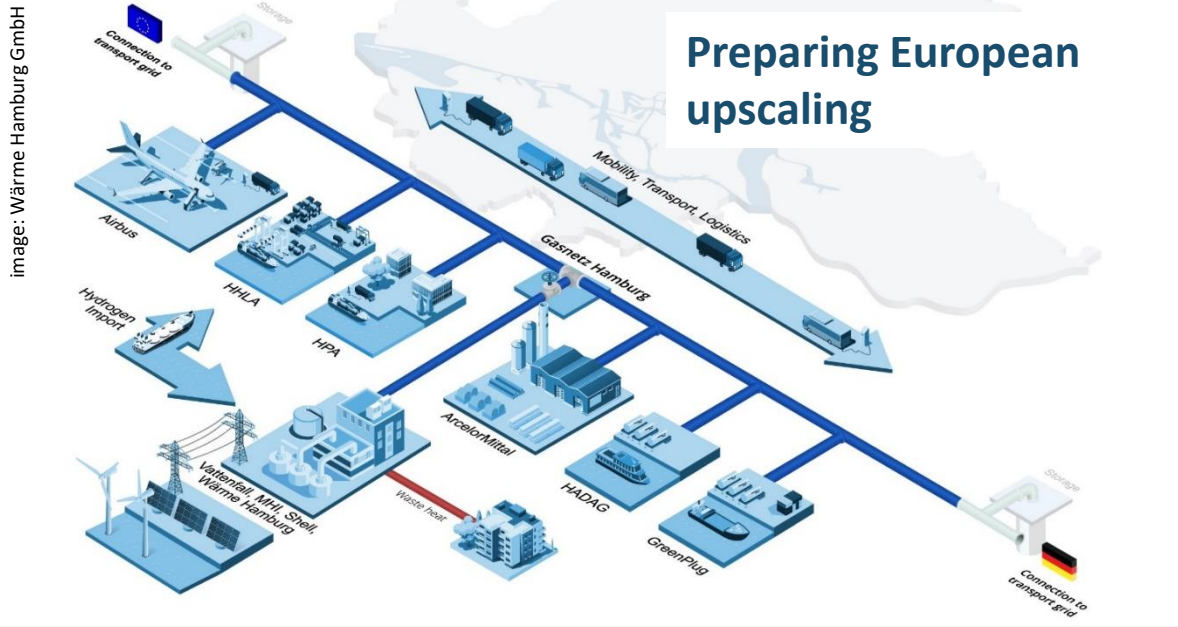 image: Wärme Hamburg GmbH
Preparing European
upscaling
Storage
Connection to
transport grid
Airbus
HHLA
HPA
Hydrogen
Import
Mobility, Transport, Logistics
Gasnetz Hamburg
Vattenfall, MHI, Shell,
Wärme Hamburg
Waste heat
ArcelorMittal
HADAG
GreenPlug
Storage
Connection to
transport grid